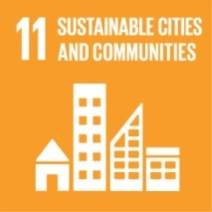 11 SUSTAINABLE CITIES
AND COMMUNITIES